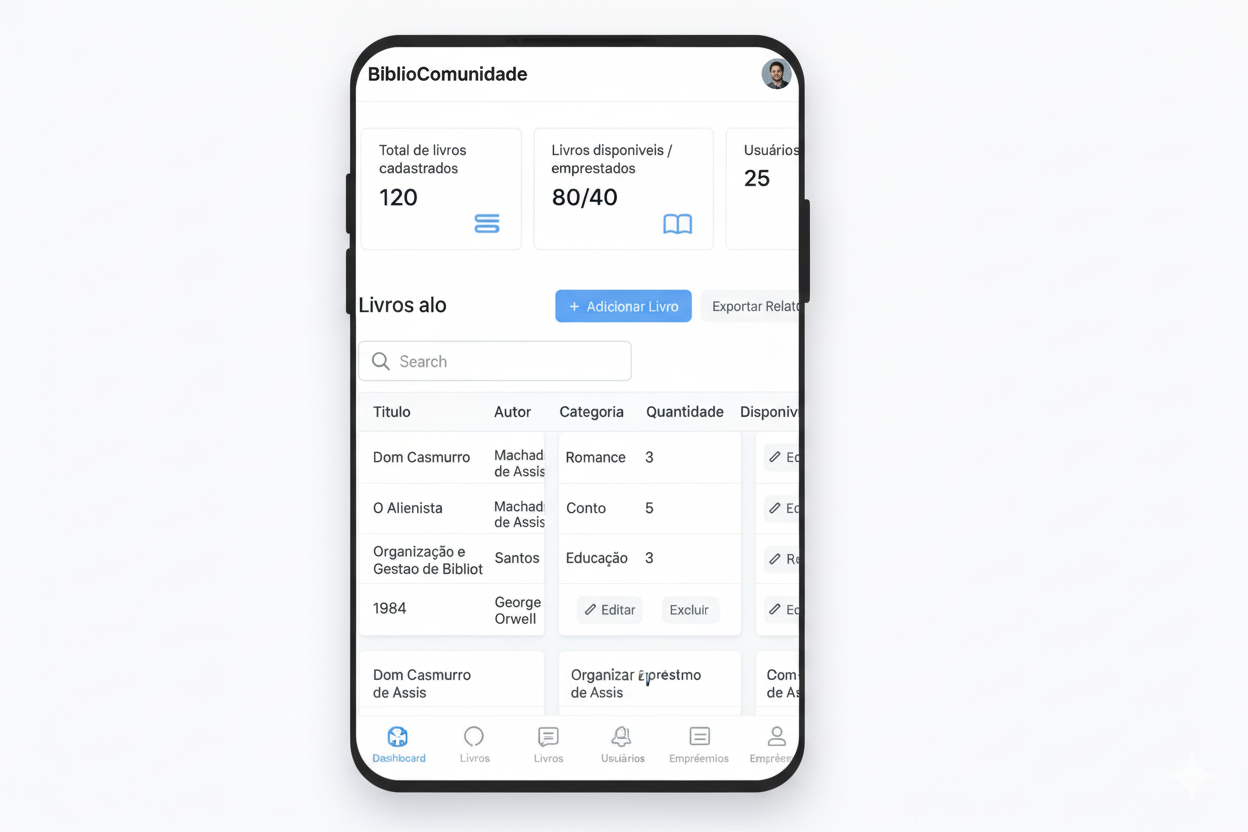 BiblioComunidade
Total de livros
cadastrados
120
Livros disponiveis /
emprestados
80/40
Usuários
25
Livros alo
+ Adicionar Livro
Exportar Relato
Search
Titulo Autor Categoria Quantidade Disponiv
Dom Casmurro Machad de Assis Romance 3 Ed
O Alienista Machad de Assis Conto 5 Ed
Organização e
Gestao de Bibliot Santos Educação 3 Re
1984 George Orwell Editar Excluir Ed
Dom Casmurro
de Assis
Organizar
de Assis
Com
de As
Dashboard Livros Livros Usuários Empréemios Emprées